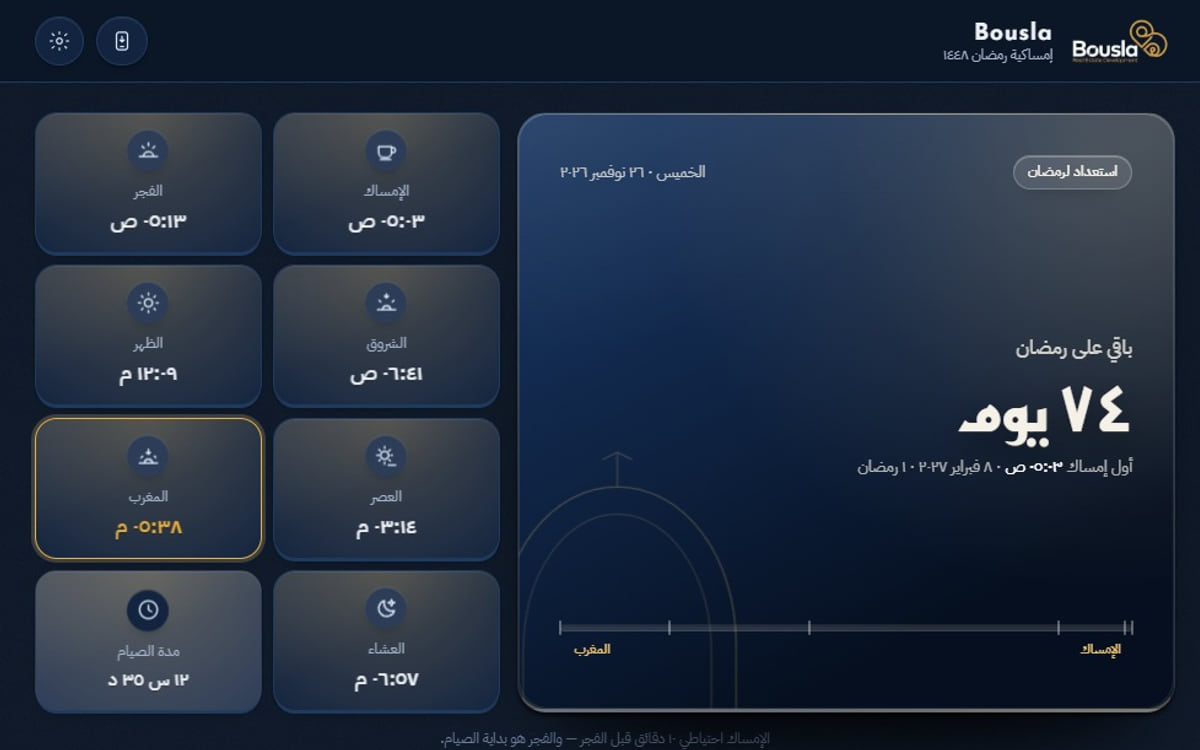 Bousla
Bousla
Real Estate Development
إمساكية رمضان ١٤٤٨
استعداد لرمضان
الخميس · ٢٦ نوفمبر ٢٠٢٦
باقي على رمضان
٧٤ يوم
أول إمساك ٠٥:٠٣ ص · ٨ فبراير ٢٠٢٧ · ١ رمضان
الإمساك
المغرب
الإمساك
٠٥:٠٣ ص
الفجر
٠٥:١٣ ص
الشروق
٠٦:٤١ ص
الظهر
١٢:٠٩ م
العصر
٠٣:١٤ م
المغرب
٠٥:٣٨ م
العشاء
٠٦:٥٧ م
مدة الصيام
١٢ س ٣٥ د
الإمساك احتياطي ١٠ دقائق قبل الفجر — والفجر هو بداية الصيام.